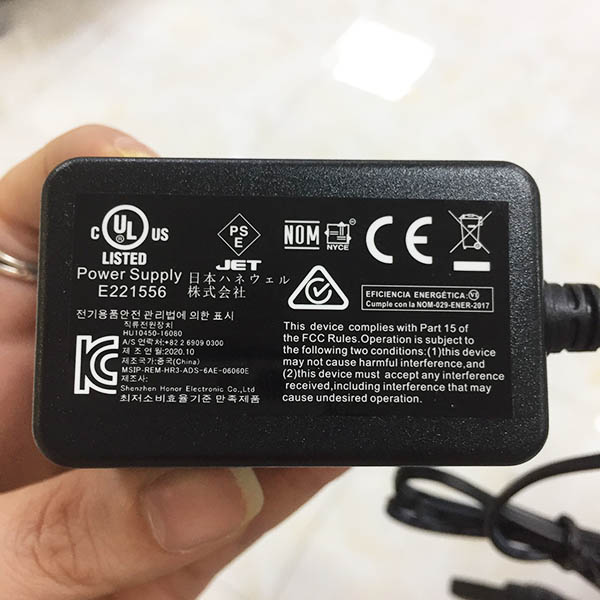 C UL US
LISTED
Power Supply
E221556
PSE
JET
日本ハネウェル
株式会社
NOM NYCE
CE
EFICIENCIA ENERGÉTICA: VI
Cumple con la NOM-029-ENER-2017
전기용품안전 관리법에 의한 표시
직류전원장치
HU10450-16080
A/S 연락처:+82 2 6909 0300
제 조 연월:2020.10
제조국가:중국(China)
MSIP-REM-HR3-ADS-6AE-06060E
제조사:
Shenzhen Honor Electronic Co.,Ltd
최저소비효율기준 만족제품
This device complies with Part 15 of
the FCC Rules.Operation is subject to
the following two conditions:(1)this device
may not cause harmful interference,and
(2)this device must accept any interference
received,including interference that may
cause undesired operation.